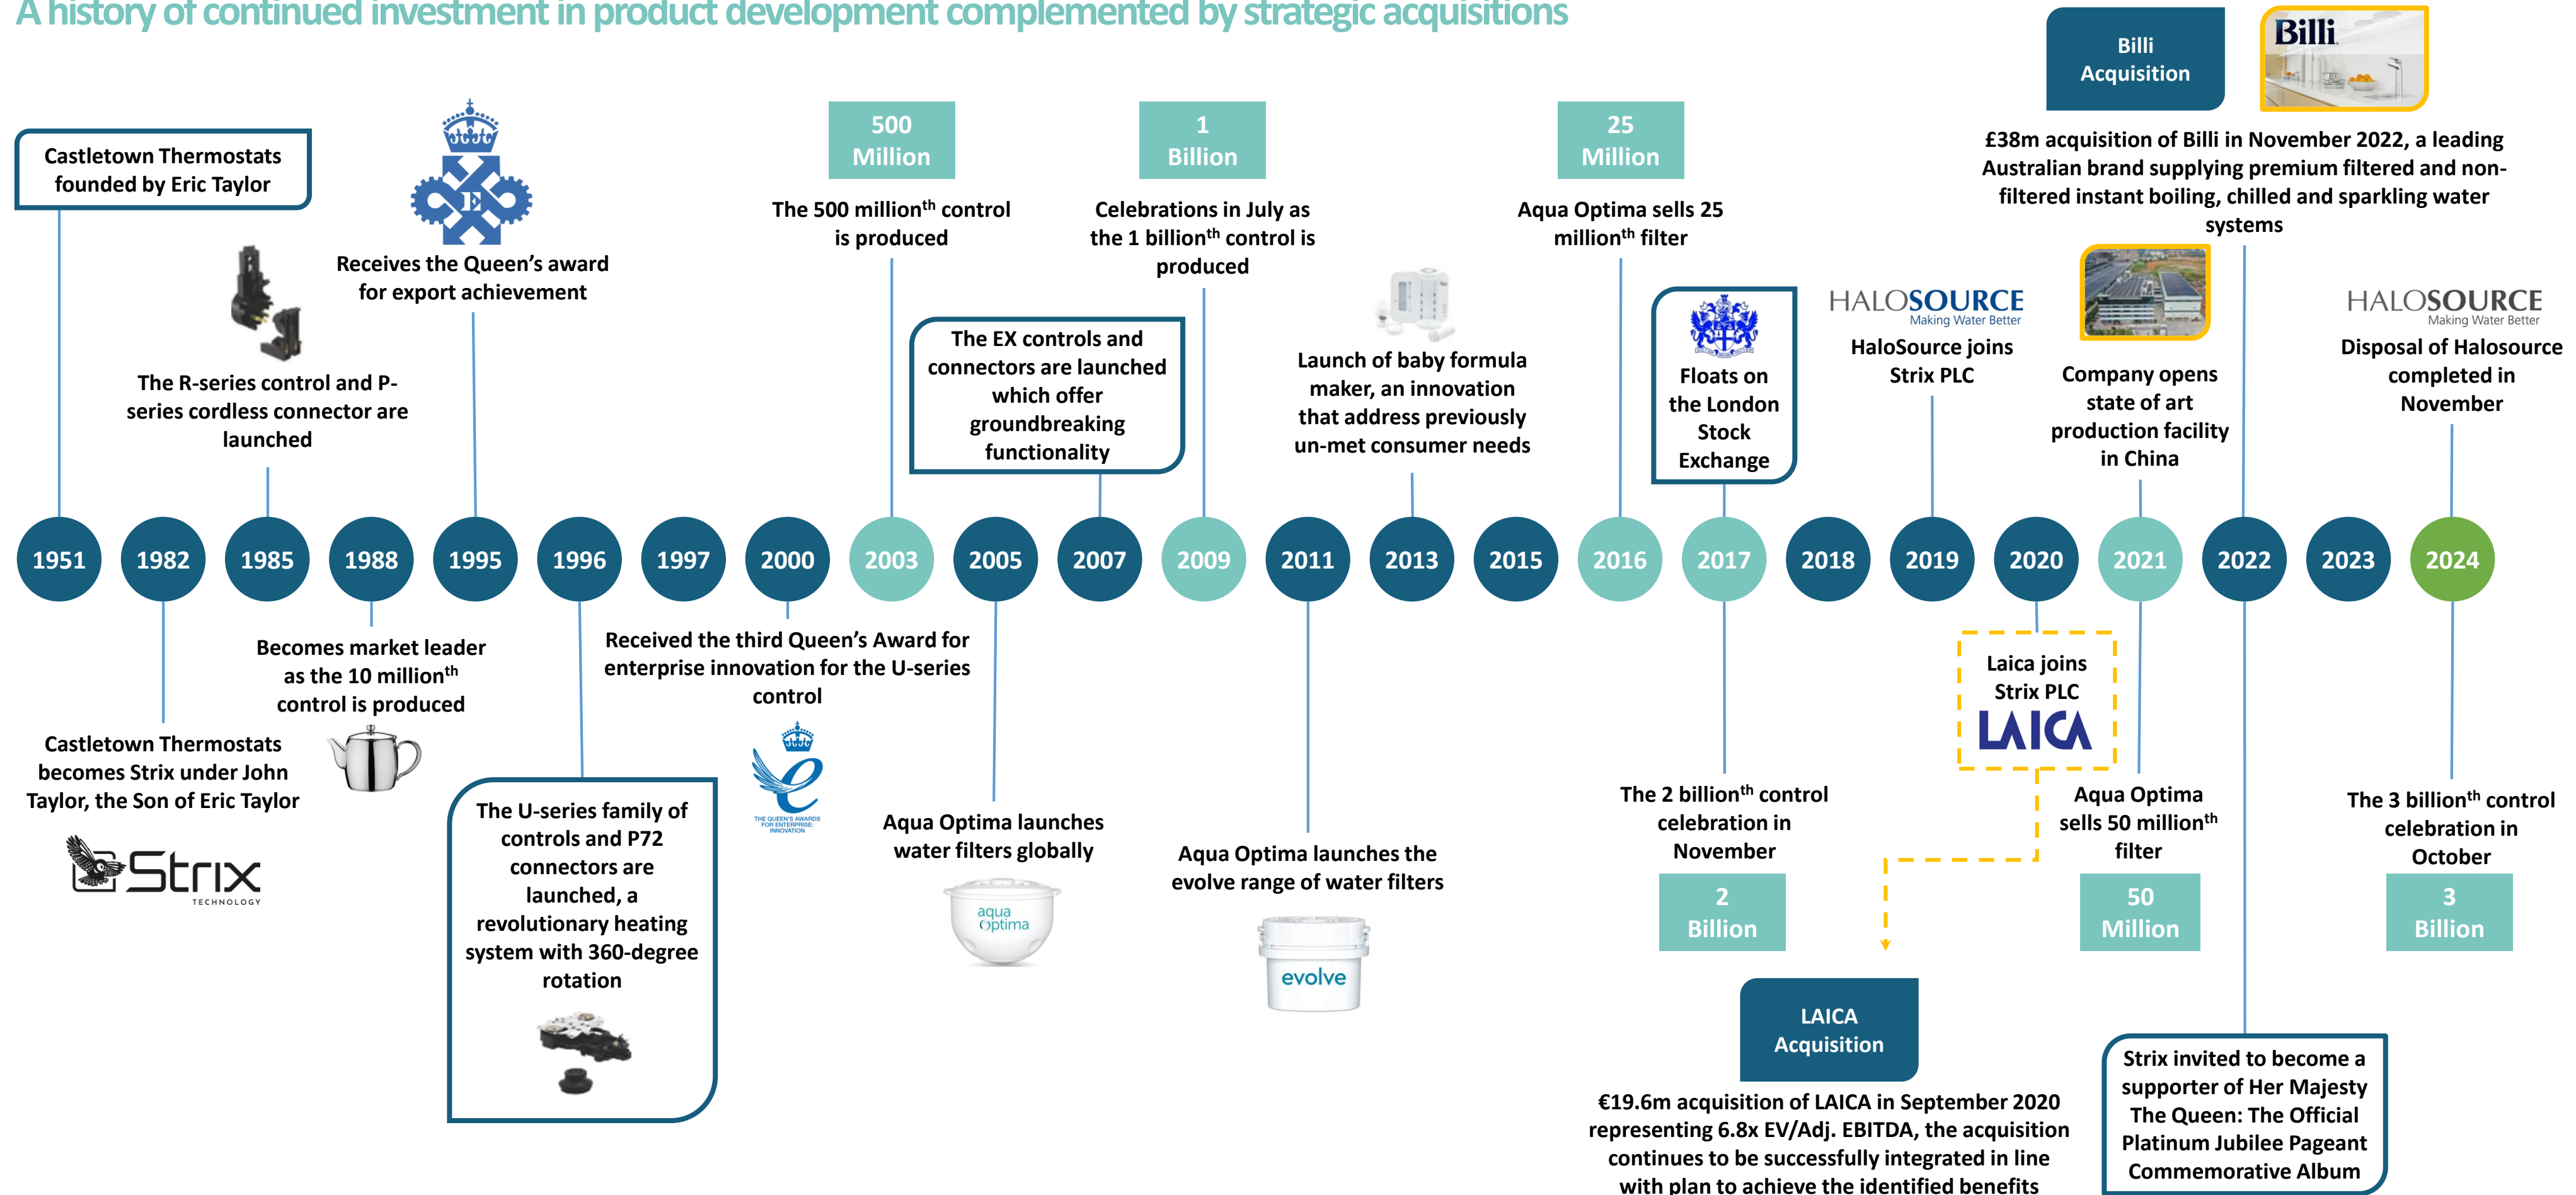 A history of continued investment in product development complemented by strategic acquisitions
Billi
Acquisition
Billi
£38m acquisition of Billi in November 2022, a leading
Australian brand supplying premium filtered and non-
filtered instant boiling, chilled and sparkling water
systems
Castletown Thermostats
founded by Eric Taylor
The R-series control and P-
series cordless connector are
launched
E
Receives the Queen’s award
for export achievement
500
Million
The 500 millionth control
is produced
The EX controls and
connectors are launched
which offer
groundbreaking
functionality
1
Billion
Celebrations in July as
the 1 billionth control is
produced
Launch of baby formula
maker, an innovation
that address previously
un-met consumer needs
25
Million
Aqua Optima sells 25
millionth filter
Floats on
the London
Stock
Exchange
HALOSOURCE
Making Water Better
HaloSource joins
Strix PLC
Company opens
state of art
production facility
in China
HALOSOURCE
Making Water Better
Disposal of Halosource
completed in
November
1951
1982
1985
1988
1995
1996
1997
2000
2003
2005
2007
2009
2011
2013
2015
2016
2017
2018
2019
2020
2021
2022
2023
2024
Castletown Thermostats
becomes Strix under John
Taylor, the Son of Eric Taylor
Strix
TECHNOLOGY
Becomes market leader
as the 10 millionth
control is produced
The U-series family of
controls and P72
connectors are
launched, a
revolutionary heating
system with 360-degree
rotation
Received the third Queen’s Award for
enterprise innovation for the U-series
control
THE QUEEN'S AWARDS
FOR ENTERPRISE:
INNOVATION
Aqua Optima launches
water filters globally
aqua
Optima
Aqua Optima launches the
evolve range of water filters
evolve
The 2 billionth control
celebration in
November
2
Billion
Laica joins
Strix PLC
LAICA
LAICA
Acquisition
€19.6m acquisition of LAICA in September 2020
representing 6.8x EV/Adj. EBITDA, the acquisition
continues to be successfully integrated in line
with plan to achieve the identified benefits
Aqua Optima
sells 50 millionth
filter
50
Million
Strix invited to become a
supporter of Her Majesty
The Queen: The Official
Platinum Jubilee Pageant
Commemorative Album
The 3 billionth control
celebration in
October
3
Billion